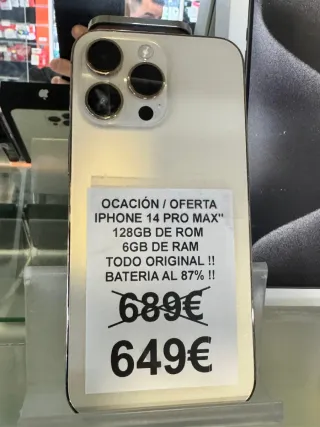 OCACIÓN / OFERTA
IPHONE 14 PRO MAX"
128GB DE ROM
6GB DE RAM
TODO ORIGINAL !!
BATERIA AL 87% !!
689€
649€